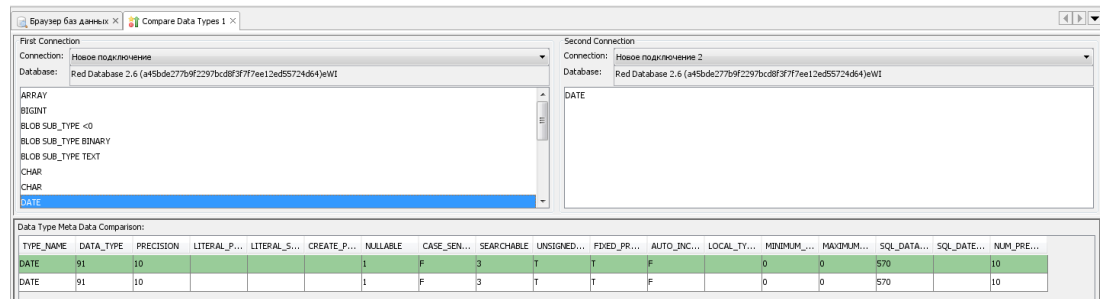 Браузер баз данных × Compare Data Types 1 ×
First Connection
Connection: Новое подключение
Database: Red Database 2.6 (a45bde277b9f2297bcd8f3f7f7ee12ed55724d64)eWI
ARRAY
BIGINT
BLOB SUB_TYPE <0
BLOB SUB_TYPE BINARY
BLOB SUB_TYPE TEXT
CHAR
CHAR
DATE
Second Connection
Connection: Новое подключение 2
Database: Red Database 2.6 (a45bde277b9f2297bcd8f3f7f7ee12ed55724d64)eWI
DATE
Data Type Meta Data Comparison:
TYPE_NAME DATA_TYPE PRECISION LITERAL_P... LITERAL_S... CREATE_P... NULLABLE CASE_SEN... SEARCHABLE UNSIGNED... FIXED_PR... AUTO_INC... LOCAL_TY... MINIMUM_... MAXIMUM... SQL_DATA... SQL_DATE... NUM_PRE...
DATE 91 10 1 F 3 T T F 0 0 570 10
DATE 91 10 1 F 3 T T F 0 0 570 10